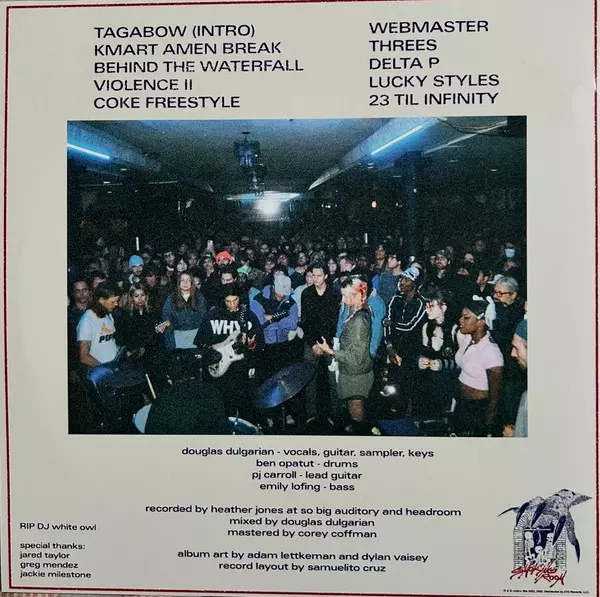 TAGABOW (INTRO)
KMART AMEN BREAK
BEHIND THE WATERFALL
VIOLENCE II
COKE FREESTYLE
WEBMASTER
THREES
DELTA P
LUCKY STYLES
23 TIL INFINITY
WHY
douglas dulgarian - vocals, guitar, sampler, keys
ben opatut - drums
pj carroll - lead guitar
emily lofing - bass
recorded by heather jones at so big auditory and headroom
mixed by douglas dulgarian
mastered by corey coffman
RIP DJ white owl
special thanks:
jared taylor
greg mendez
jackie milestone
album art by adam lettkeman and dylan vaisey
record layout by samuelito cruz